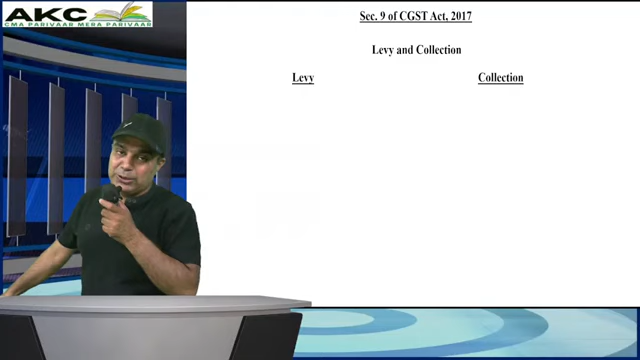 AKC
CMA PARIVAAR MERA PARIVAAR
Sec. 9 of CGST Act, 2017
Levy and Collection
Levy
Collection